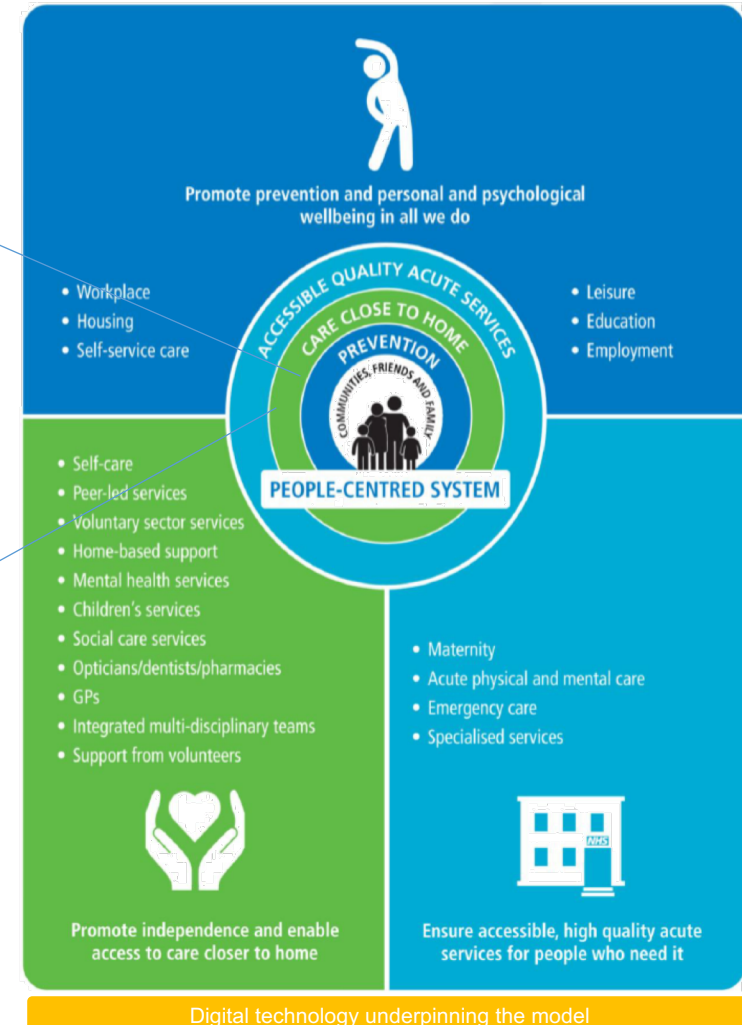 Promote prevention and personal and psychological
wellbeing in all we do
• Workplace
• Housing
• Self-service care
• Leisure
• Education
• Employment
ACCESSIBLE QUALITY ACUTE SERVICES
CARE CLOSE TO HOME
PREVENTION
COMMUNITIES, FRIENDS AND FAMILY
PEOPLE-CENTRED SYSTEM
• Self-care
• Peer-led services
• Voluntary sector services
• Home-based support
• Mental health services
• Children's services
• Social care services
• Opticians/dentists/pharmacies
• GPs
• Integrated multi-disciplinary teams
• Support from volunteers
Promote independence and enable
access to care closer to home
• Maternity
• Acute physical and mental care
• Emergency care
• Specialised services
NHS
Ensure accessible, high quality acute
services for people who need it
Digital technology underpinning the model